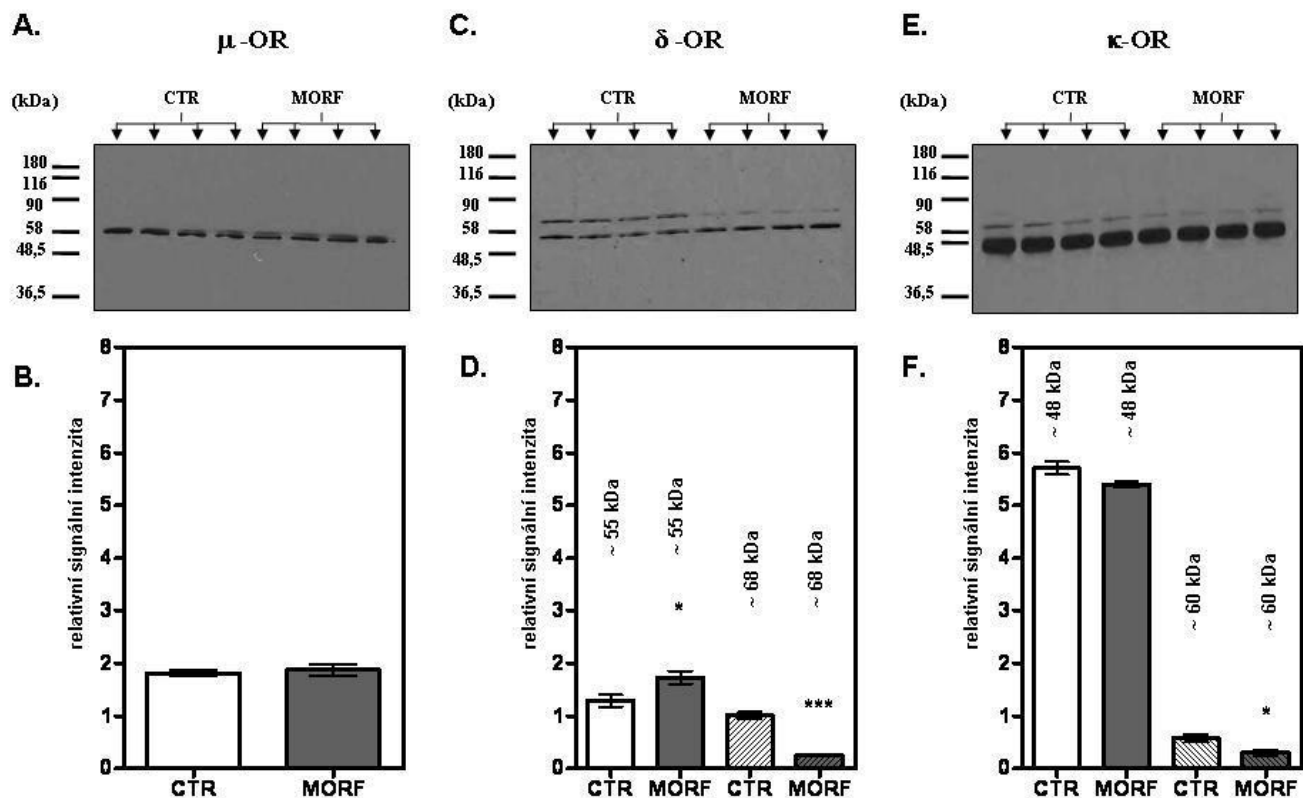 A.
μ -OR
(kDa)
CTR
MORF
180
116
90
58
48,5
36,5
C.
δ -OR
(kDa)
CTR
MORF
180
116
90
58
48,5
36,5
E.
κ-OR
(kDa)
CTR
MORF
180
116
90
58
48,5
36,5
B.
relativní signální intenzita
8
7
6
5
4
3
2
1
0
CTR
MORF
D.
relativní signální intenzita
8
7
6
5
4
3
2
1
0
~ 55 kDa
~ 55 kDa
*
~ 68 kDa
~ 68 kDa
***
CTR
MORF
CTR
MORF
F.
relativní signální intenzita
8
7
6
5
4
3
2
1
0
~ 48 kDa
~ 48 kDa
~ 60 kDa
~ 60 kDa
*
CTR
MORF
CTR
MORF